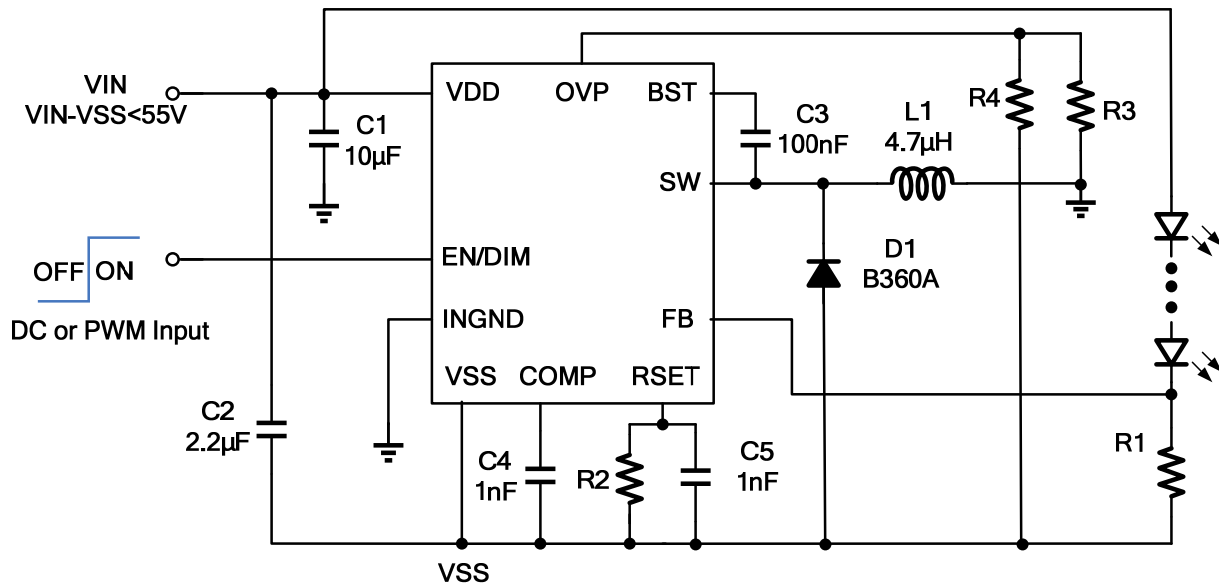 VIN
VIN-VSS<55V
VDD
OVP
BST
C1
10µF
C3
100nF
L1
4.7µH
R4
R3
SW
OFF
ON
DC or PWM Input
EN/DIM
D1
B360A
INGND
FB
VSS
COMP
RSET
C2
2.2µF
C4
1nF
R2
C5
1nF
R1
VSS